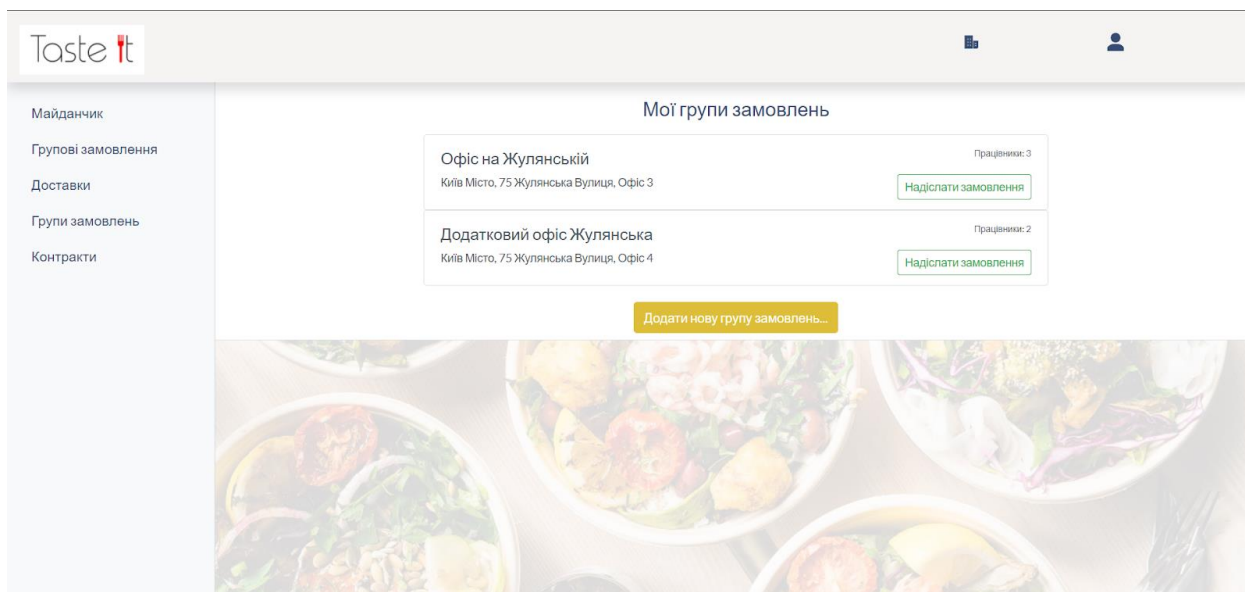 Taste it
Майданчик
Групові замовлення
Доставки
Групи замовлень
Контракти
Мої групи замовлень
Офіс на Жулянській
Працівники: 3
Київ Місто, 75 Жулянська Вулиця, Офіс 3
Надіслати замовлення
Додатковий офіс Жулянська
Працівники: 2
Київ Місто, 75 Жулянська Вулиця, Офіс 4
Надіслати замовлення
Додати нову групу замовлень...